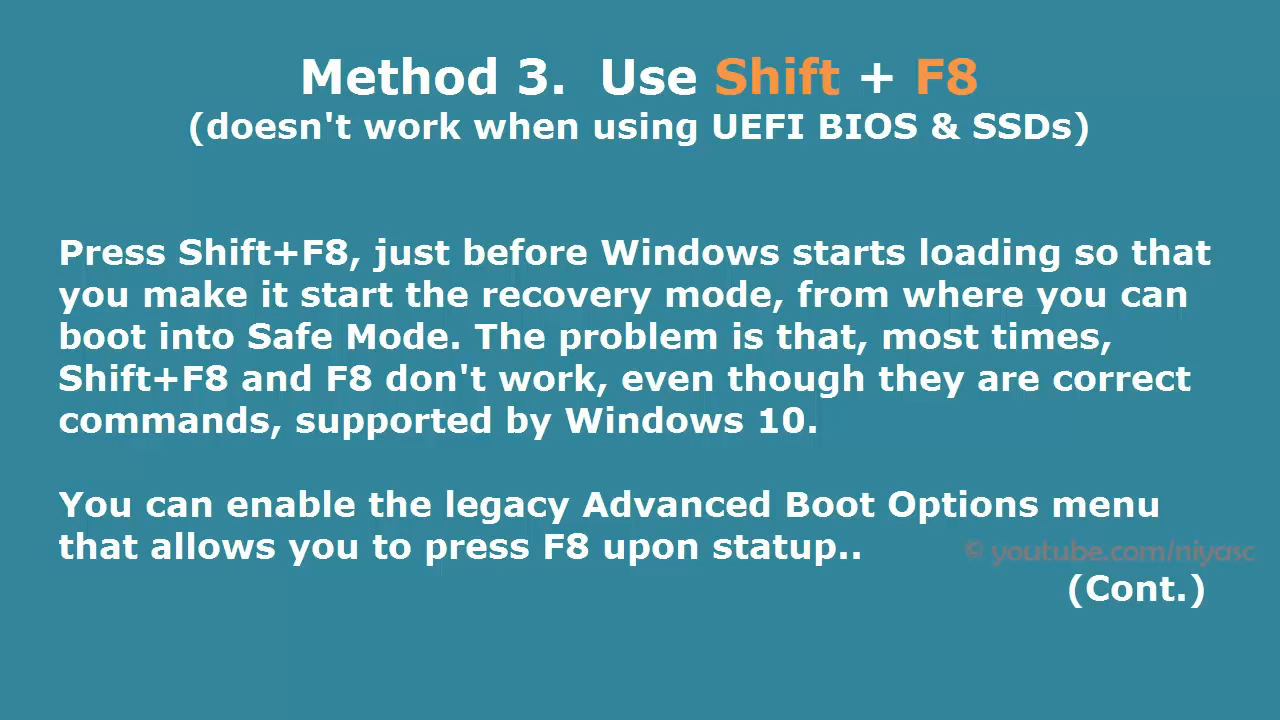 Method 3.  Use Shift + F8
(doesn't work when using UEFI BIOS & SSDs)
Press Shift+F8, just before Windows starts loading so that
you make it start the recovery mode, from where you can
boot into Safe Mode. The problem is that, most times,
Shift+F8 and F8 don't work, even though they are correct
commands, supported by Windows 10.
You can enable the legacy Advanced Boot Options menu
that allows you to press F8 upon statup..
© youtube.com/niyasc
(Cont.)